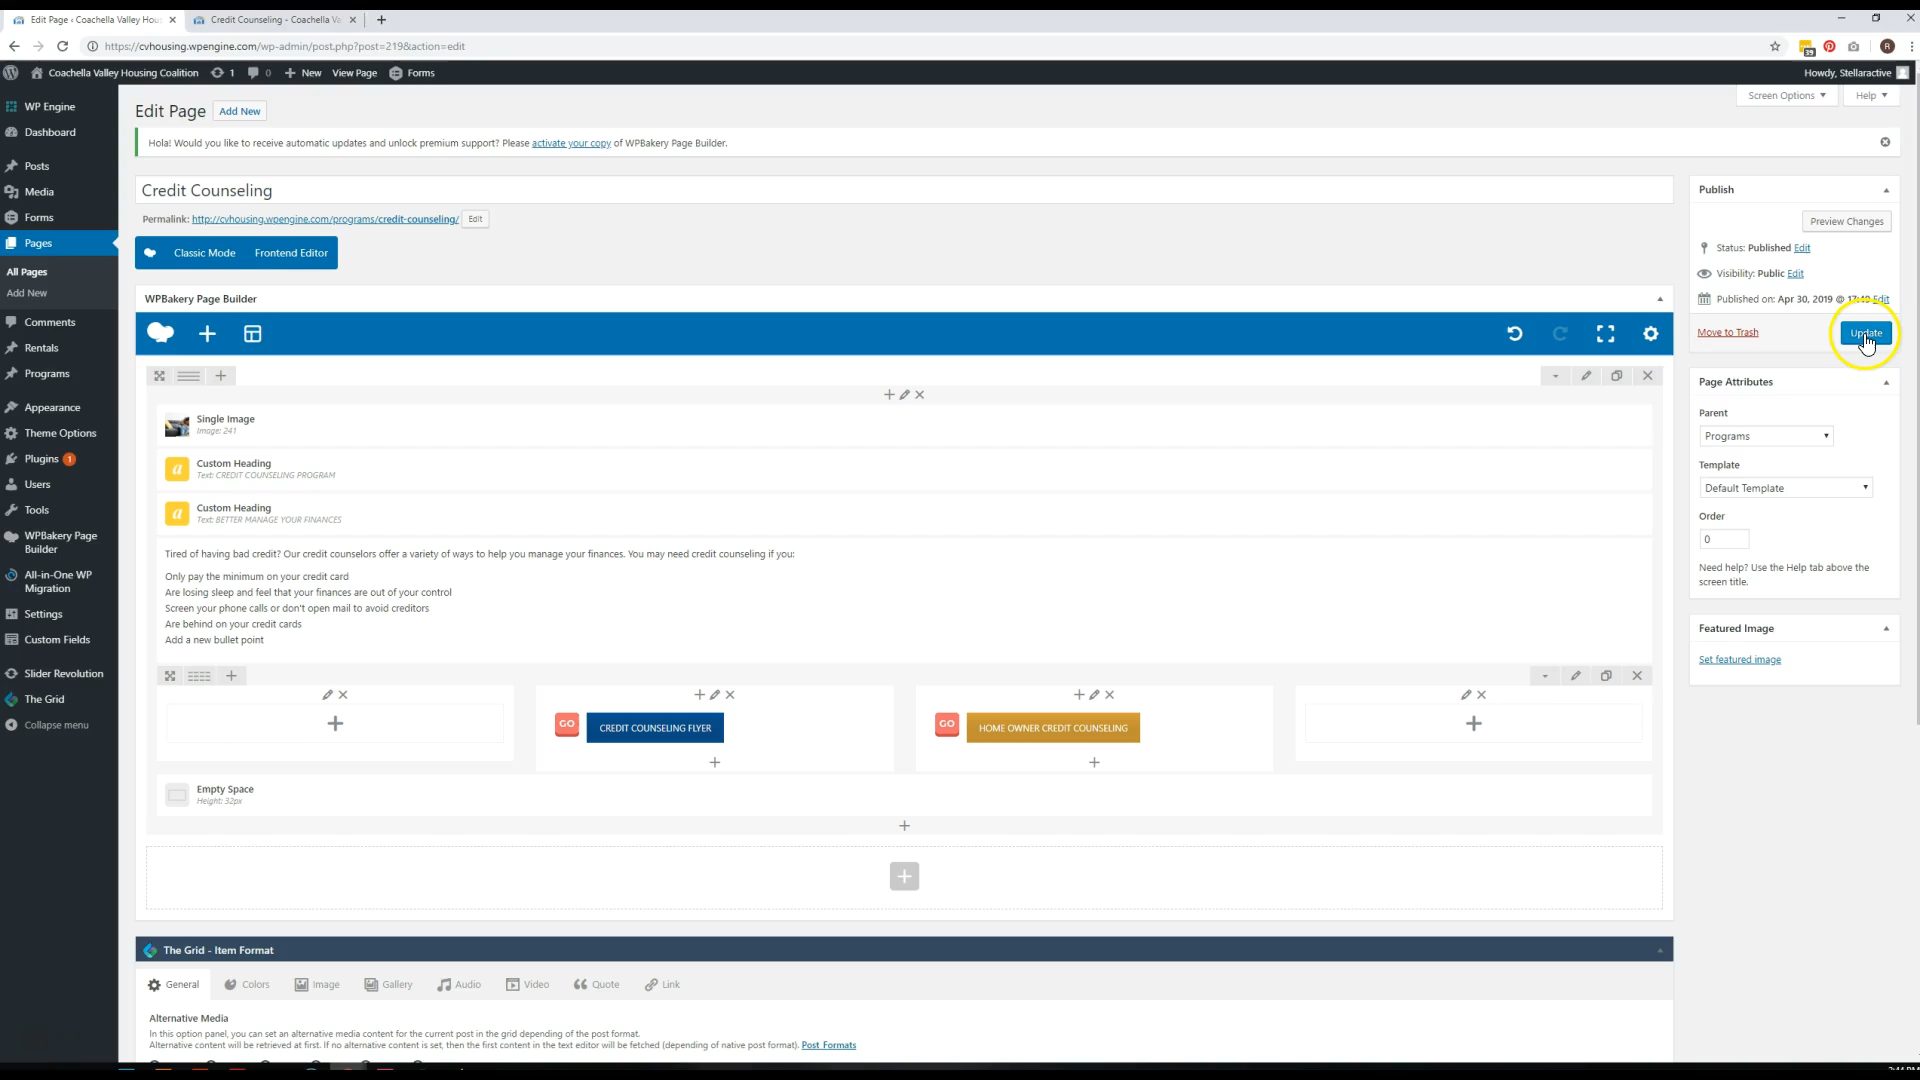 Edit Page ‹ Coachella Valley Hou
Credit Counseling - Coachella Va
https://cvhousing.wpengine.com/wp-admin/post.php?post=219&action=edit
39
R
Coachella Valley Housing Coalition 1 0 New View Page Forms
Howdy, Stellaractive
WP Engine
Dashboard
Posts
Media
Forms
Pages
All Pages
Add New
Comments
Rentals
Programs
Appearance
Theme Options
Plugins 1
Users
Tools
WPBakery Page
Builder
All-in-One WP
Migration
Settings
Custom Fields
Slider Revolution
The Grid
Collapse menu
Screen Options Help
Edit Page Add New
Hola! Would you like to receive automatic updates and unlock premium support? Please activate your copy of WPBakery Page Builder.
Credit Counseling
Permalink: http://cvhousing.wpengine.com/programs/credit-counseling/ Edit
Classic Mode Frontend Editor
WPBakery Page Builder
Single Image
Image: 241
a
Custom Heading
Text: CREDIT COUNSELING PROGRAM
a
Custom Heading
Text: BETTER MANAGE YOUR FINANCES
Tired of having bad credit? Our credit counselors offer a variety of ways to help you manage your finances. You may need credit counseling if you:
Only pay the minimum on your credit card
Are losing sleep and feel that your finances are out of your control
Screen your phone calls or don't open mail to avoid creditors
Are behind on your credit cards
Add a new bullet point
GO CREDIT COUNSELING FLYER
GO HOME OWNER CREDIT COUNSELING
Empty Space
Height: 32px
The Grid - Item Format
General Colors Image Gallery Audio Video Quote Link
Alternative Media
In this option panel, you can set an alternative media content for the current post in the grid depending of the post format.
Alternative content will be retrieved at first. If no alternative content is set, then the first content in the text editor will be fetched (depending of native post format). Post Formats
Publish
Preview Changes
Status: Published Edit
Visibility: Public Edit
Published on: Apr 30, 2019 @ 17:49 Edit
Move to Trash Update
Page Attributes
Parent
Programs
Template
Default Template
Order
0
Need help? Use the Help tab above the
screen title.
Featured Image
Set featured image